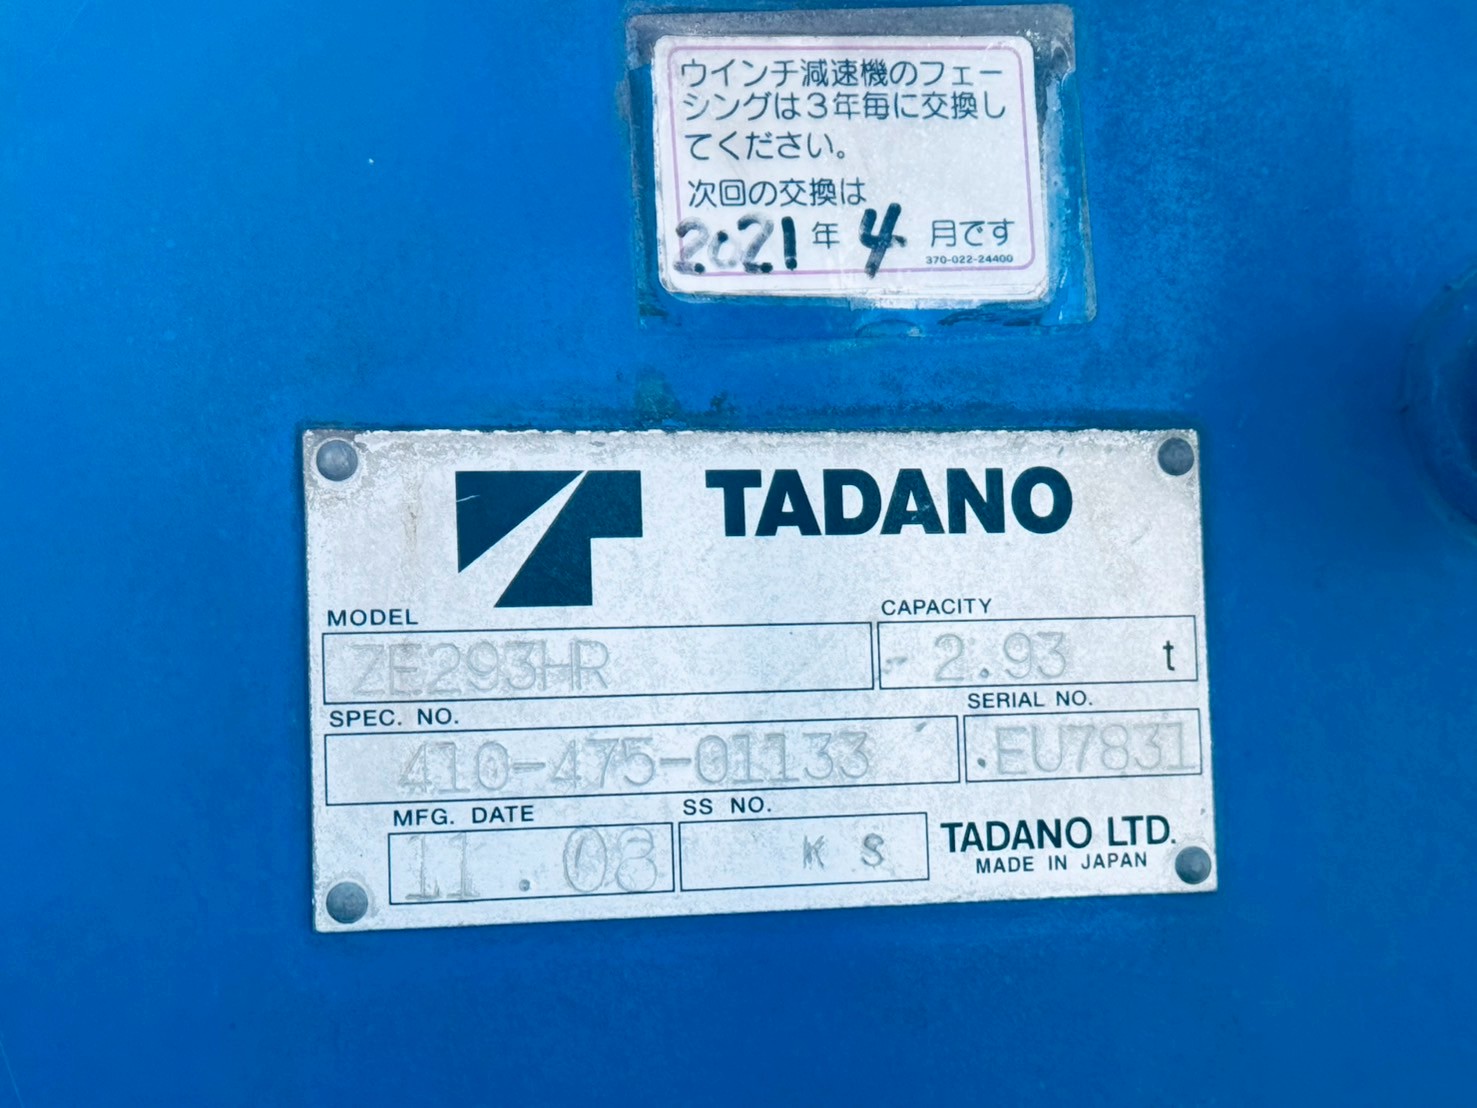 ウインチ減速機のフェー
シングは3年毎に交換し
てください。
次回の交換は
2021年 4月です
370-022-24400
TADANO
MODEL
ZE293HR
CAPACITY
2.93 t
SPEC. NO.
410-475-01133
SERIAL NO.
EU7831
MFG. DATE
11.08
SS NO.
K S
TADANO LTD.
MADE IN JAPAN